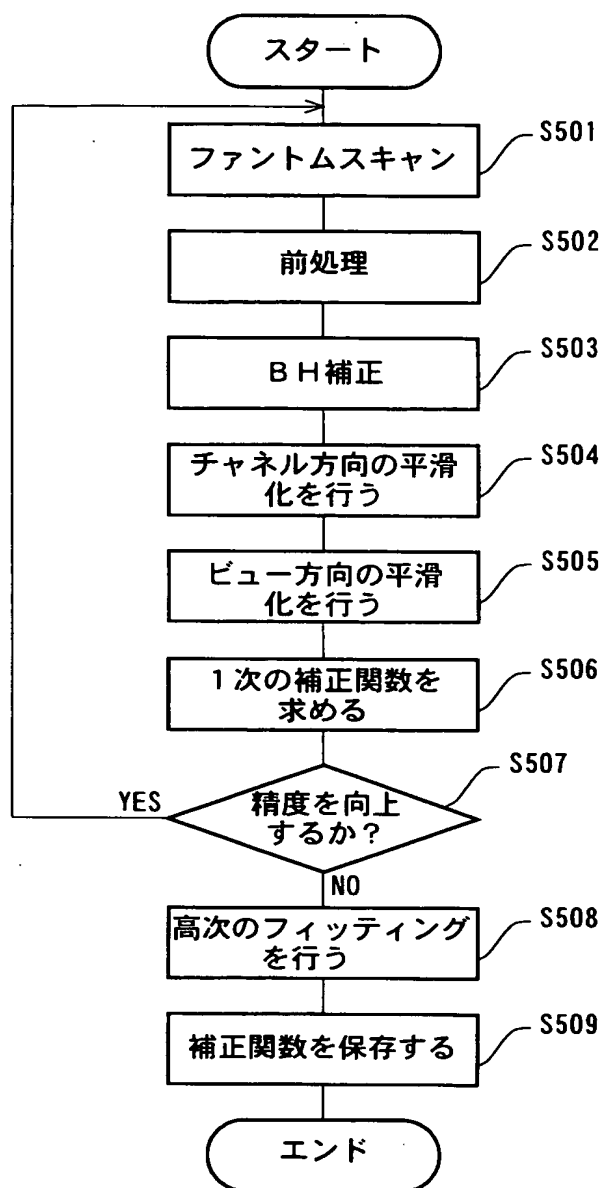 スタート
ファントムスキャン
S501
前処理
S502
BH補正
S503
チャネル方向の平滑
化を行う
S504
ビュー方向の平滑
化を行う
S505
1次の補正関数を
求める
S506
精度を向上
するか?
S507
YES
NO
高次のフィッティング
を行う
S508
補正関数を保存する
S509
エンド